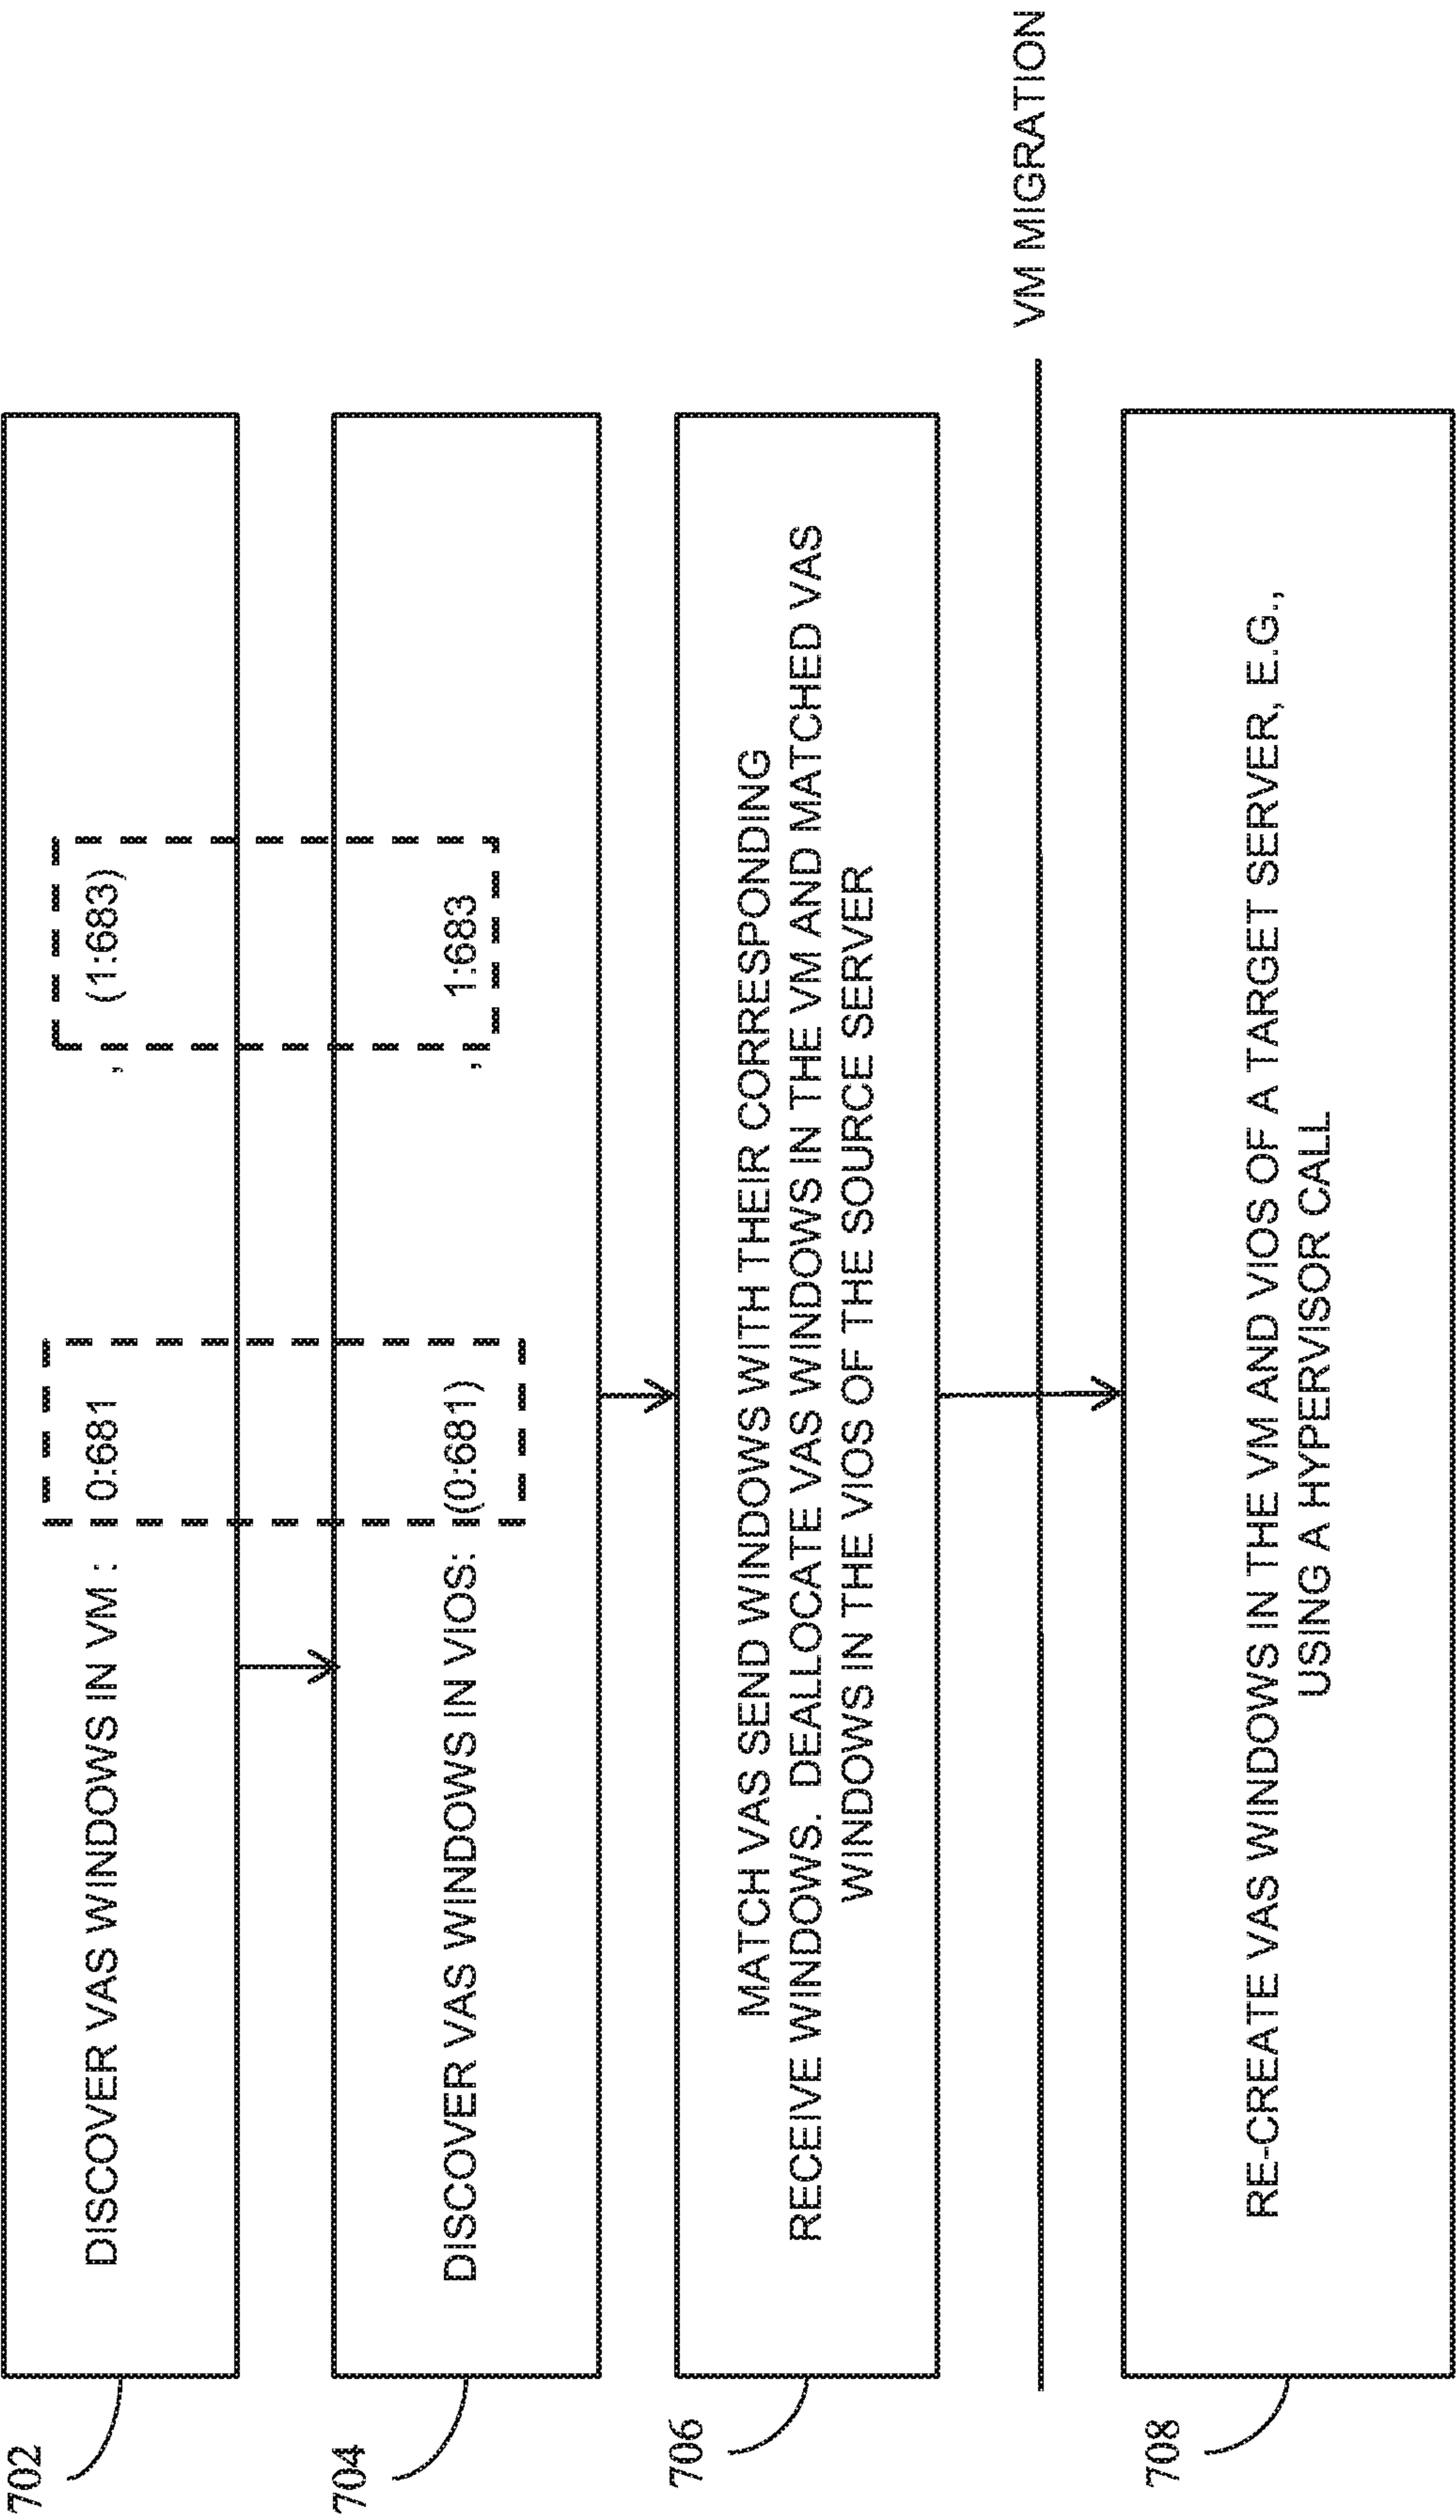 702
DISCOVER VAS WINDOWS IN VM : 0:681 , (1:683)
704
DISCOVER VAS WINDOWS IN VIOS: (0:681) , 1:683
706
MATCH VAS SEND WINDOWS WITH THEIR CORRESPONDING
RECEIVE WINDOWS. DEALLOCATE VAS WINDOWS IN THE VM AND MATCHED VAS
WINDOWS IN THE VIOS OF THE SOURCE SERVER
VM MIGRATION
708
RE-CREATE VAS WINDOWS IN THE VM AND VIOS OF A TARGET SERVER, E.G.,
USING A HYPERVISOR CALL